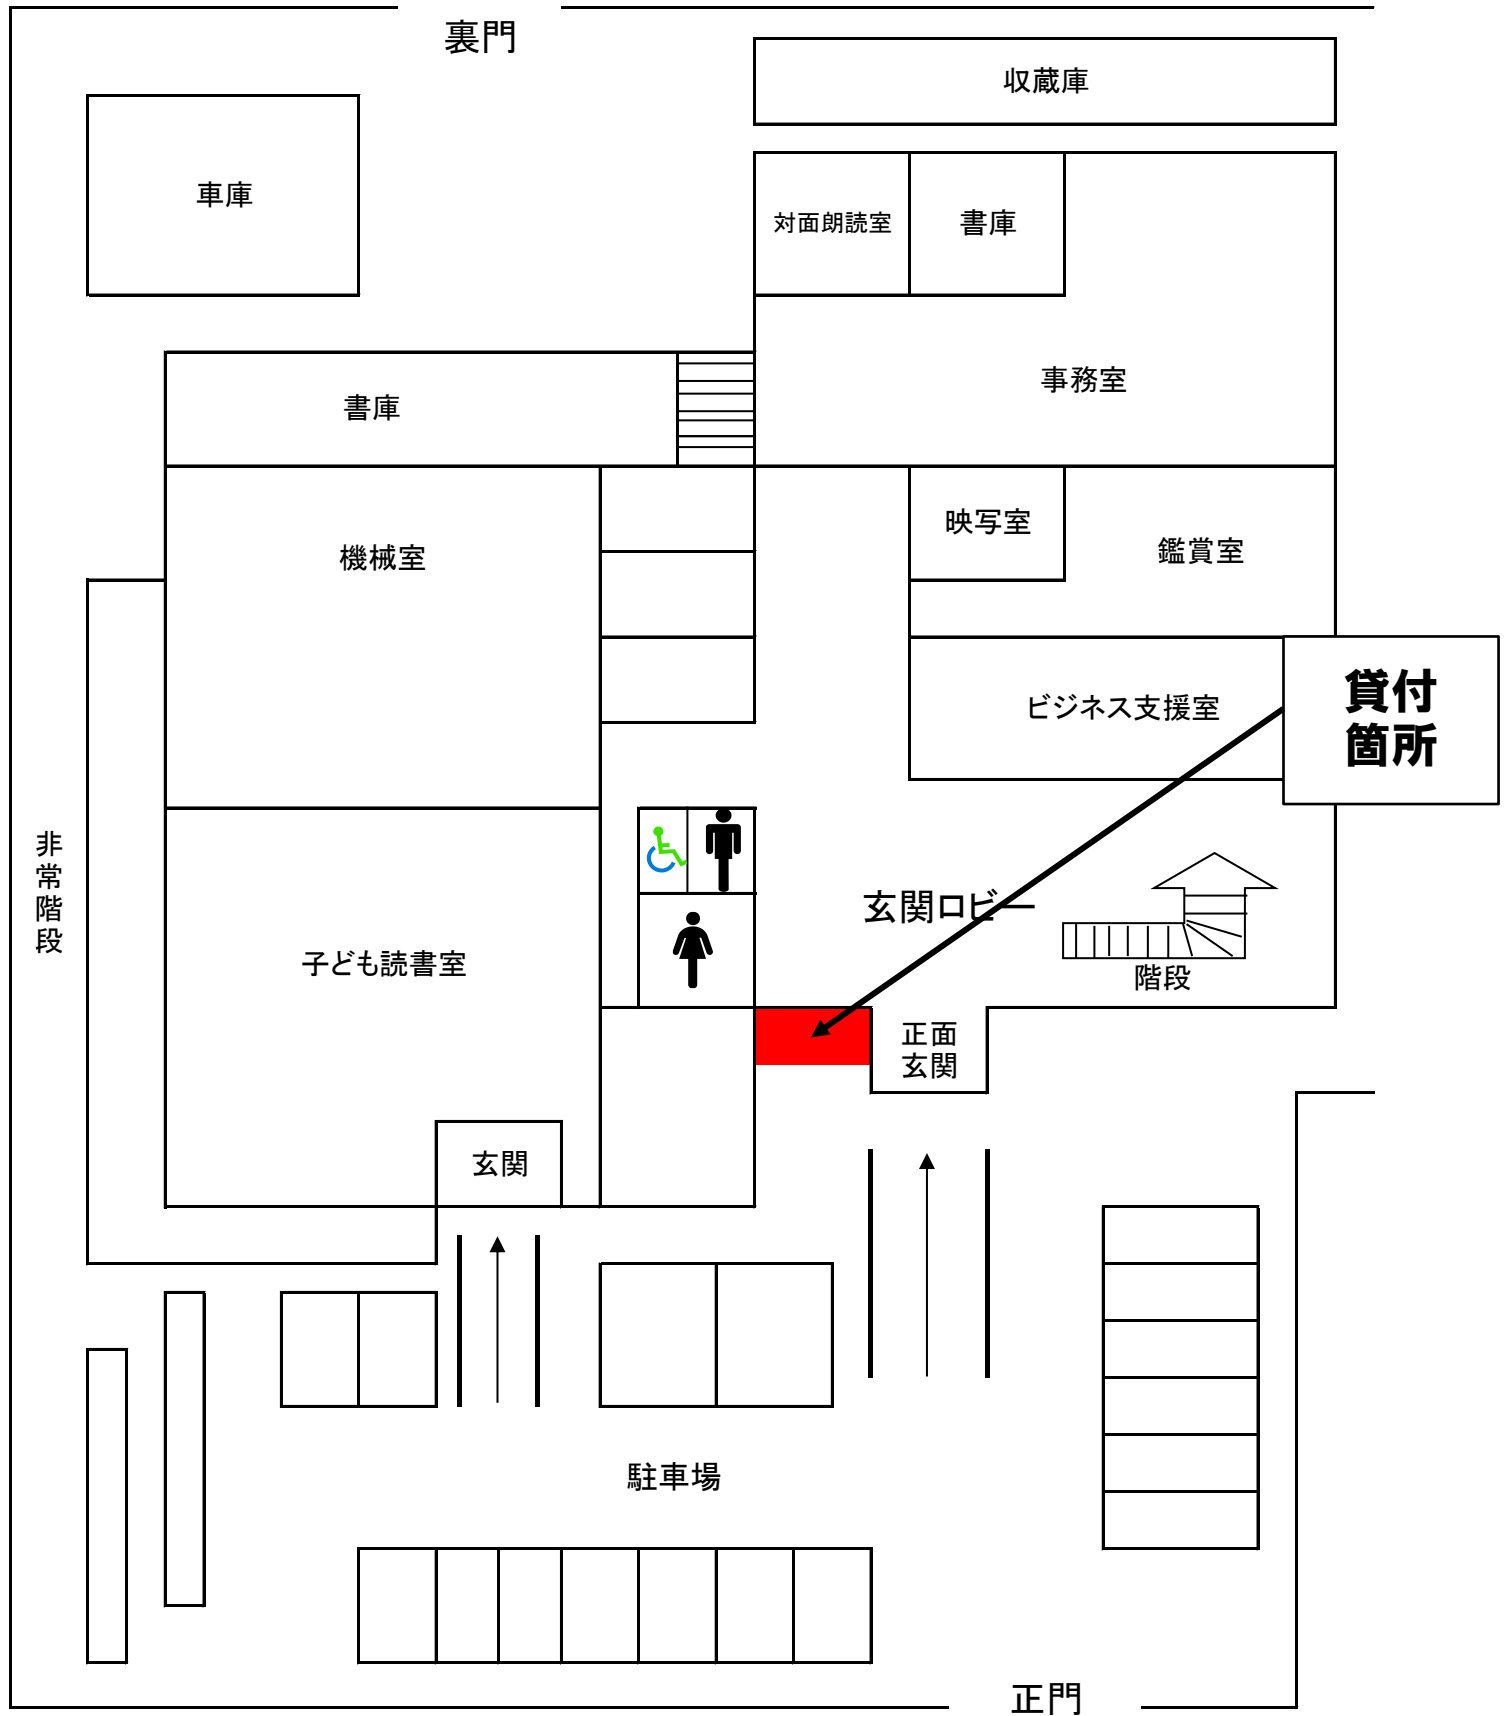 裏門
収蔵庫
車庫
対面朗読室
書庫
事務室
書庫
映写室
機械室
鑑賞室
貸付
箇所
ビジネス支援室
非常階段
玄関ロビー
子ども読書室
階段
正面
玄関
玄関
駐車場
正門